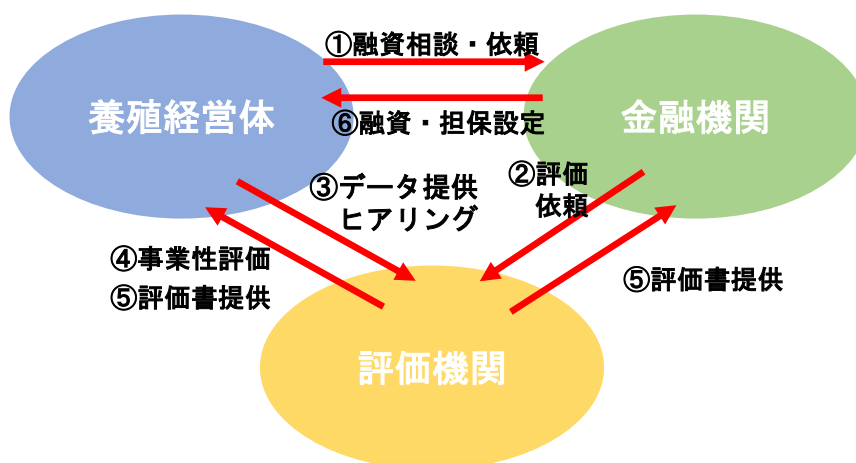 ①融資相談・依頼
養殖経営体
金融機関
⑥融資・担保設定
③データ提供
ヒアリング
②評価
依頼
④事業性評価
⑤評価書提供
⑤評価書提供
評価機関